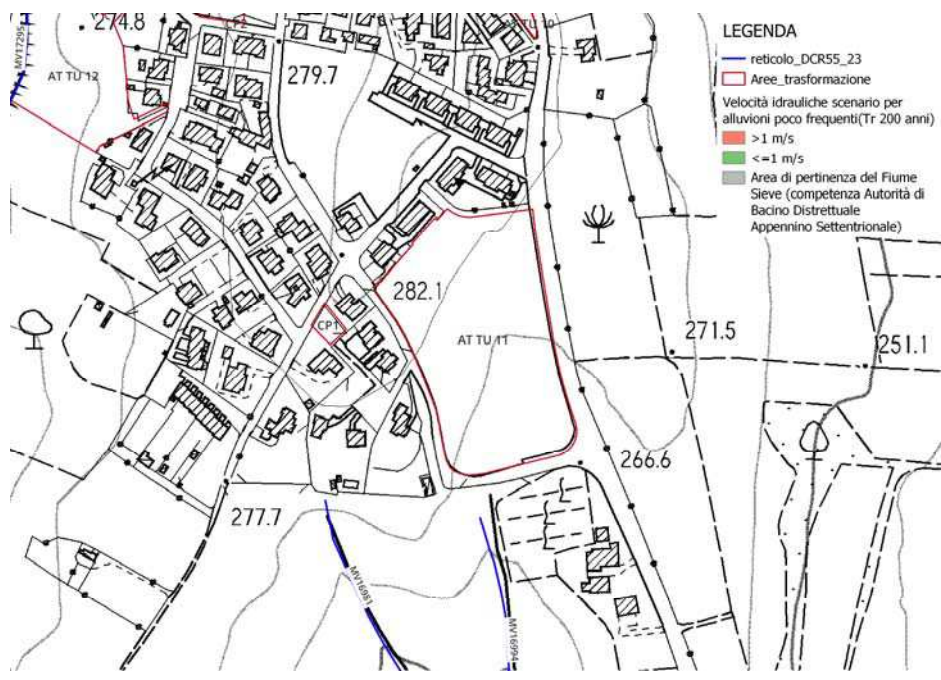 274.8
CP2
AT TU 10
MV17295
AT TU 12
279.7
LEGENDA
reticolo_DCR55_23
Aree_trasformazione
Velocità idrauliche scenario per
alluvioni poco frequenti(Tr 200 anni)
>1 m/s
<=1 m/s
Area di pertinenza del Fiume
Sieve (competenza Autorità di
Bacino Distrettuale
Appennino Settentrionale)
282.1
CP1
AT TU 11
271.5
251.1
266.6
277.7
MV16981
MV16994